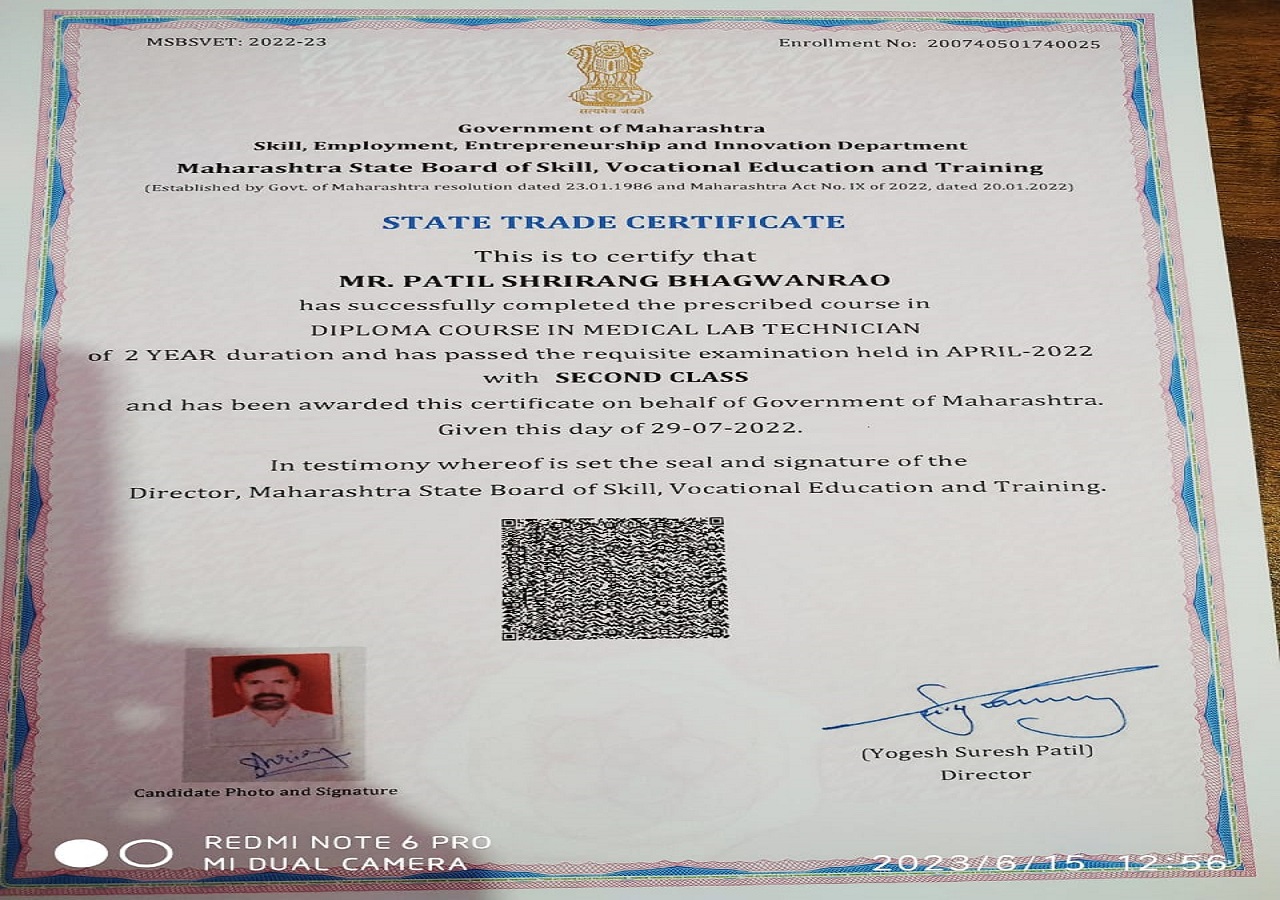 MSBSVET: 2022-23
Enrollment No: 200740501740025
सत्यमेव जयते
Government of Maharashtra
Skill, Employment, Entrepreneurship and Innovation Department
Maharashtra State Board of Skill, Vocational Education and Training
(Established by Govt. of Maharashtra resolution dated 23.01.1986 and Maharashtra Act No. IX of 2022, dated 20.01.2022)
STATE TRADE CERTIFICATE
This is to certify that
MR. PATIL SHRIRANG BHAGWANRAO
has successfully completed the prescribed course in
DIPLOMA COURSE IN MEDICAL LAB TECHNICIAN
of 2 YEAR duration and has passed the requisite examination held in APRIL-2022
with SECOND CLASS
and has been awarded this certificate on behalf of Government of Maharashtra.
Given this day of 29-07-2022.
In testimony whereof is set the seal and signature of the
Director, Maharashtra State Board of Skill, Vocational Education and Training.
(Yogesh Suresh Patil)
Director
Candidate Photo and Signature
REDMI NOTE 6 PRO
MI DUAL CAMERA
2023/6/15 12:56